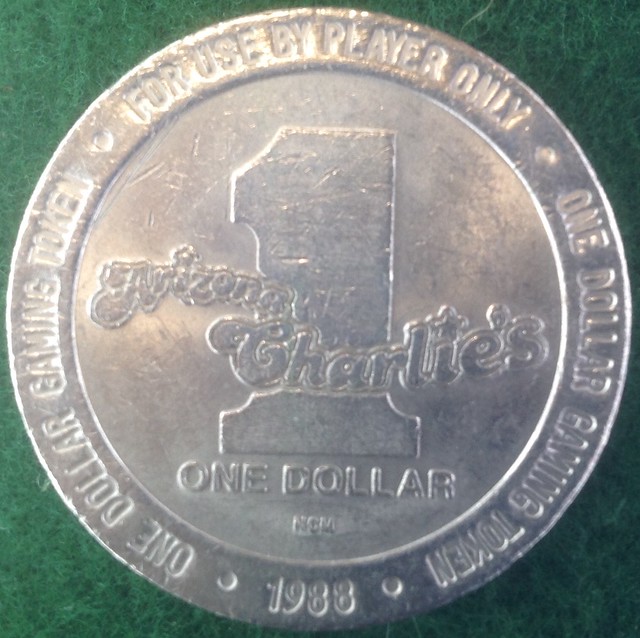 FOR USE BY PLAYER ONLY
ONE DOLLAR GAMING TOKEN
ONE DOLLAR GAMING TOKEN
1988
1
Arizona
Charlie's
ONE DOLLAR
NCM